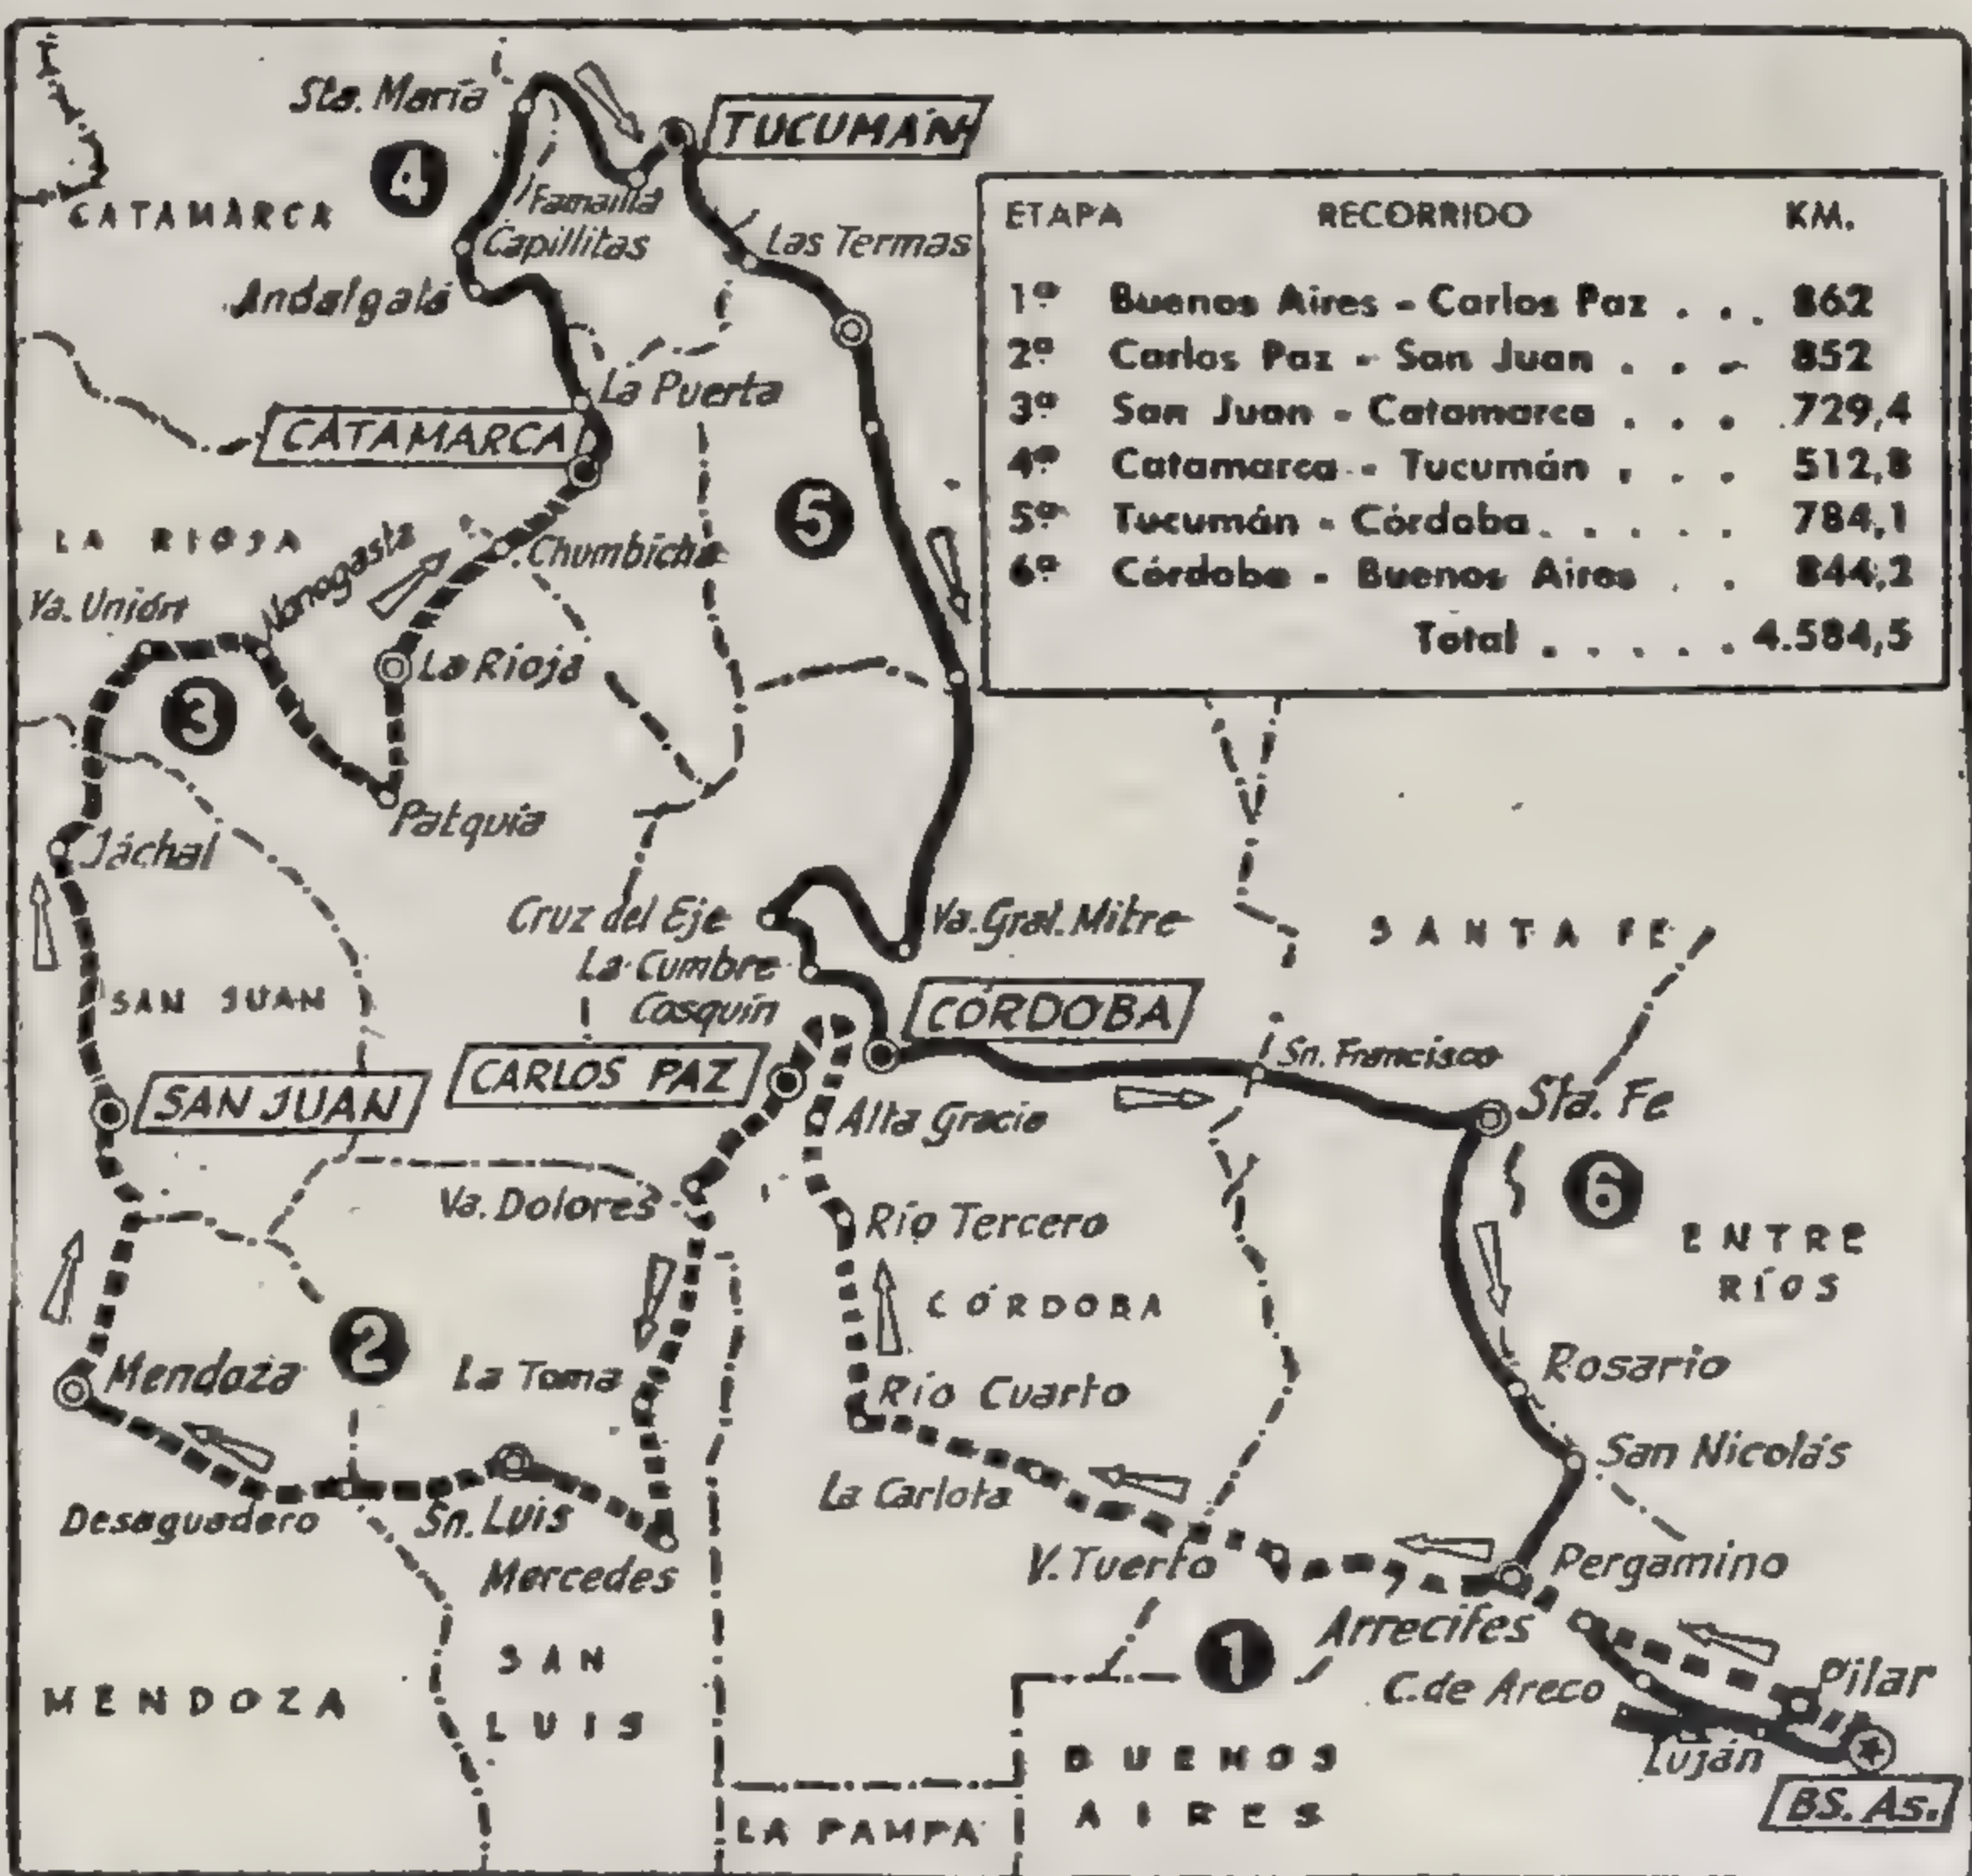 Sta. María
TUCUMÁN
4
CATAMARCA
Famaillá
Capillitas
Las Termas
Andalgalá
La Puerta
CATAMARCA
5
LA RIOJA
Nonogasta
Chumbicha
Va. Unión
La Rioja
3
Patquía
Jáchal
ETAPA RECORRIDO KM.
1ª Buenos Aires - Carlos Paz . . . 862
2ª Carlos Paz - San Juan . . . 852
3ª San Juan - Catamarca . . . 729,4
4ª Catamarca - Tucumán . . . 512,8
5ª Tucumán - Córdoba . . . . . 784,1
6ª Córdoba - Buenos Aires . . 844,2
Total . . . . . 4.584,5
Cruz del Eje
Va. Gral. Mitre
SANTA FE
La Cumbre
Cosquín
SAN JUAN
CÓRDOBA
CARLOS PAZ
Sn. Francisco
SAN JUAN
Alta Gracia
Sta. Fe
Va. Dolores
Río Tercero
6
ENTRE
RÍOS
CÓRDOBA
2
Mendoza
La Toma
Río Cuarto
Rosario
San Nicolás
La Carlota
Desaguadero
Sn. Luis
Mercedes
V. Tuerto
Pergamino
Arrecifes
1
SAN
LUIS
MENDOZA
C. de Areco
Pilar
Luján
BUENOS
AIRES
BS. As.
LA PAMPA